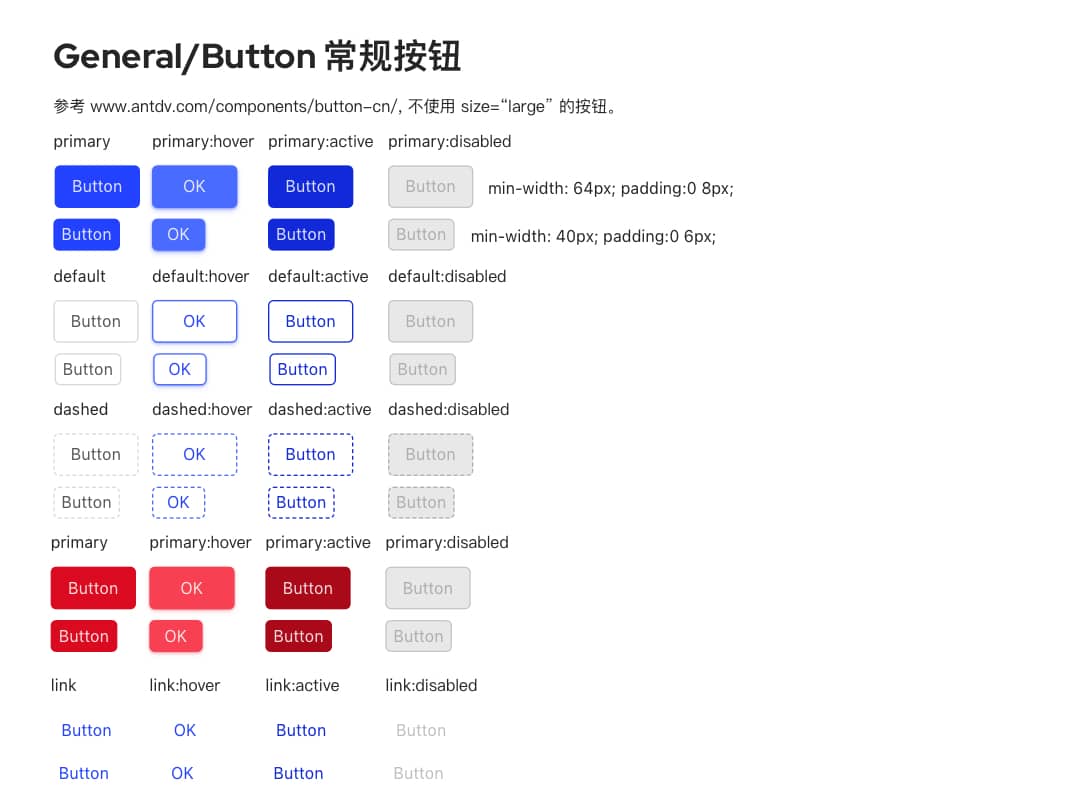 General/Button 常规按钮
参考 www.antdv.com/components/button-cn/, 不使用 size=“large” 的按钮。
primary primary:hover primary:active primary:disabled
Button OK Button Button min-width: 64px; padding:0 8px;
Button OK Button Button min-width: 40px; padding:0 6px;
default default:hover default:active default:disabled
Button OK Button Button
Button OK Button Button
dashed dashed:hover dashed:active dashed:disabled
Button OK Button Button
Button OK Button Button
primary primary:hover primary:active primary:disabled
Button OK Button Button
Button OK Button Button
link link:hover link:active link:disabled
Button OK Button Button
Button OK Button Button